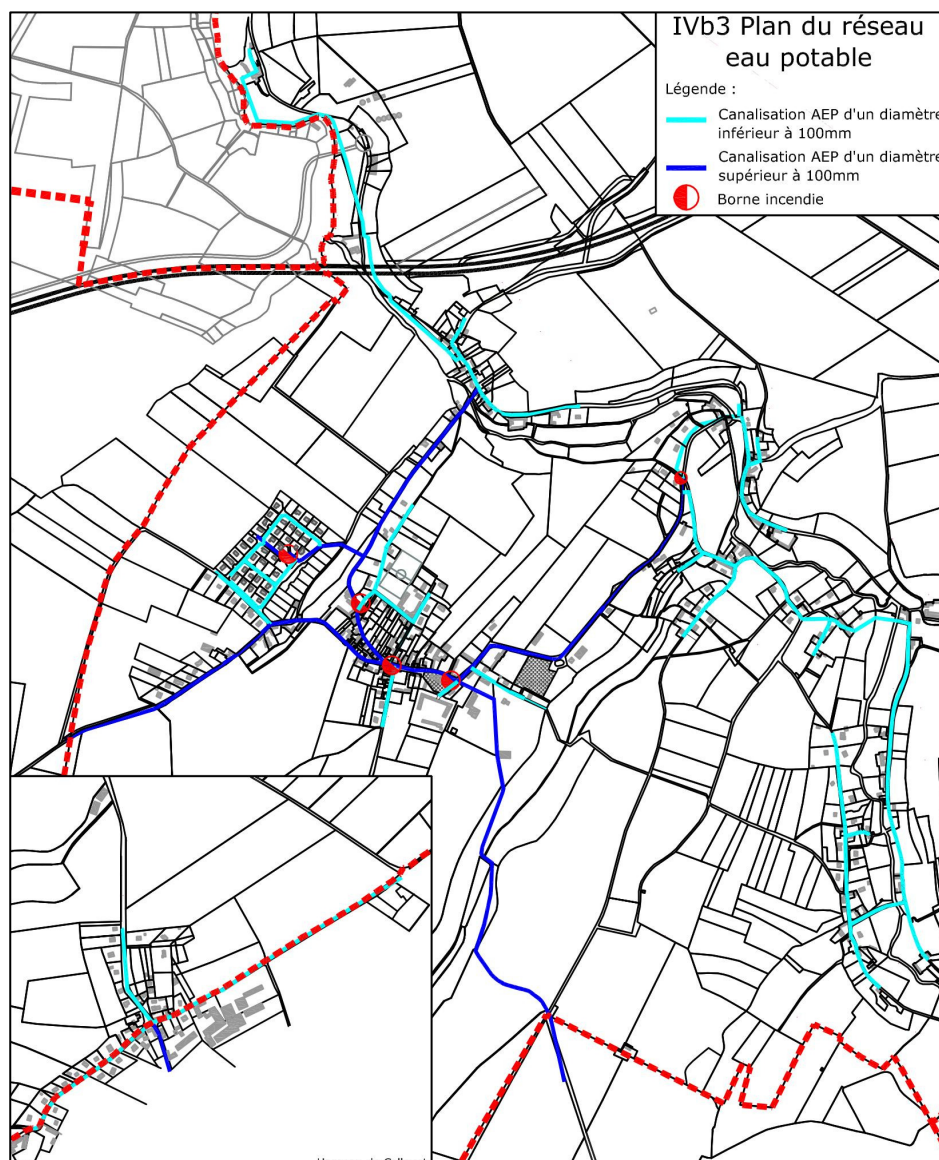 IVb3 Plan du réseau
eau potable
Légende :
Canalisation AEP d'un diamètre
inférieur à 100mm
Canalisation AEP d'un diamètre
supérieur à 100mm
Borne incendie